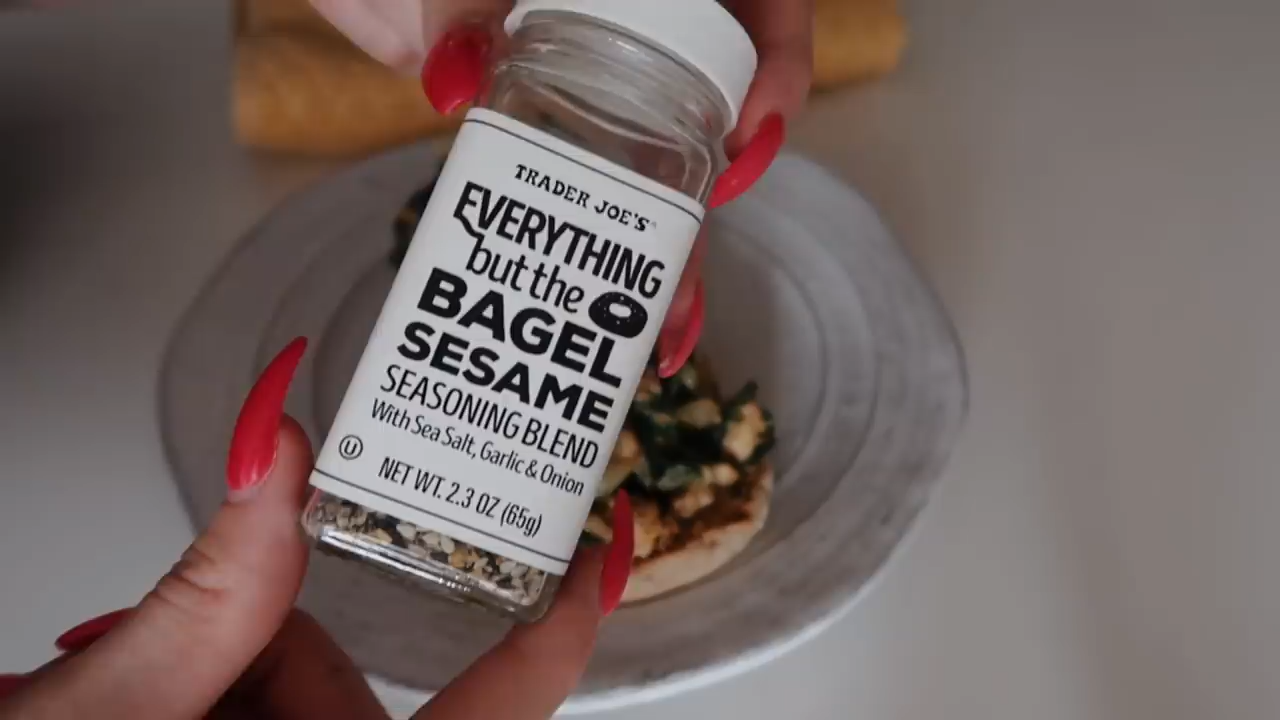 TRADER JOE'S
EVERYTHING
but the
BAGEL
SESAME
SEASONING BLEND
With Sea Salt, Garlic & Onion
U
NET WT. 2.3 OZ (65g)